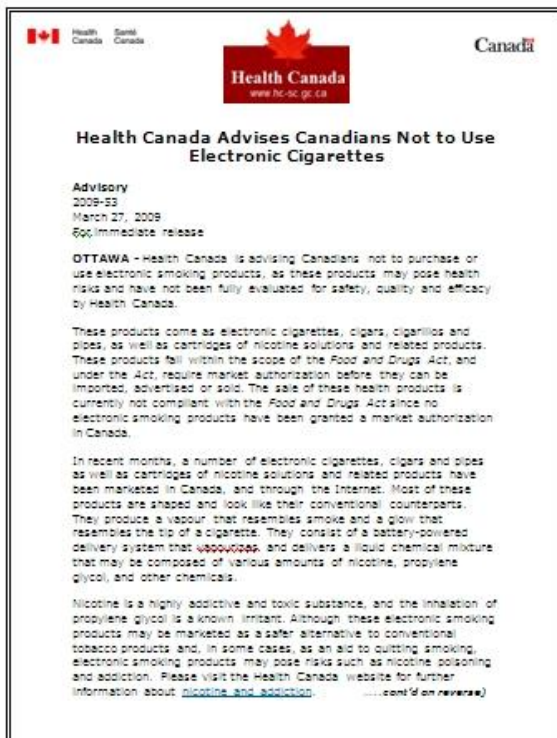 Health Santé
Canada Canada
Canada
Health Canada
www.hc-sc.gc.ca
Health Canada Advises Canadians Not to Use
Electronic Cigarettes
Advisory
2009-53
March 27, 2009
For immediate release
OTTAWA - Health Canada is advising Canadians not to purchase or
use electronic smoking products, as these products may pose health
risks and have not been fully evaluated for safety, quality and efficacy
by Health Canada.
These products come as electronic cigarettes, cigars, cigarillos and
pipes, as well as cartridges of nicotine solutions and related products.
These products fall within the scope of the Food and Drugs Act, and
under the Act, require market authorization before they can be
imported, advertised or sold. The sale of these health products is
currently not compliant with the Food and Drugs Act since no
electronic smoking products have been granted a market authorization
in Canada.
In recent months, a number of electronic cigarettes, cigars and pipes
as well as cartridges of nicotine solutions and related products have
been marketed in Canada, and through the Internet. Most of these
products are shaped and look like their conventional counterparts.
They produce a vapour that resembles smoke and a glow that
resembles the tip of a cigarette. They consist of a battery-powered
delivery system that vapourizes and delivers a liquid chemical mixture
that may be composed of various amounts of nicotine, propylene
glycol, and other chemicals.
Nicotine is a highly addictive and toxic substance, and the inhalation of
propylene glycol is a known irritant. Although these electronic smoking
products may be marketed as a safer alternative to conventional
tobacco products and, in some cases, as an aid to quitting smoking,
electronic smoking products may pose risks such as nicotine poisoning
and addiction. Please visit the Health Canada website for further
information about nicotine and addiction. .....cont'd on reverse)